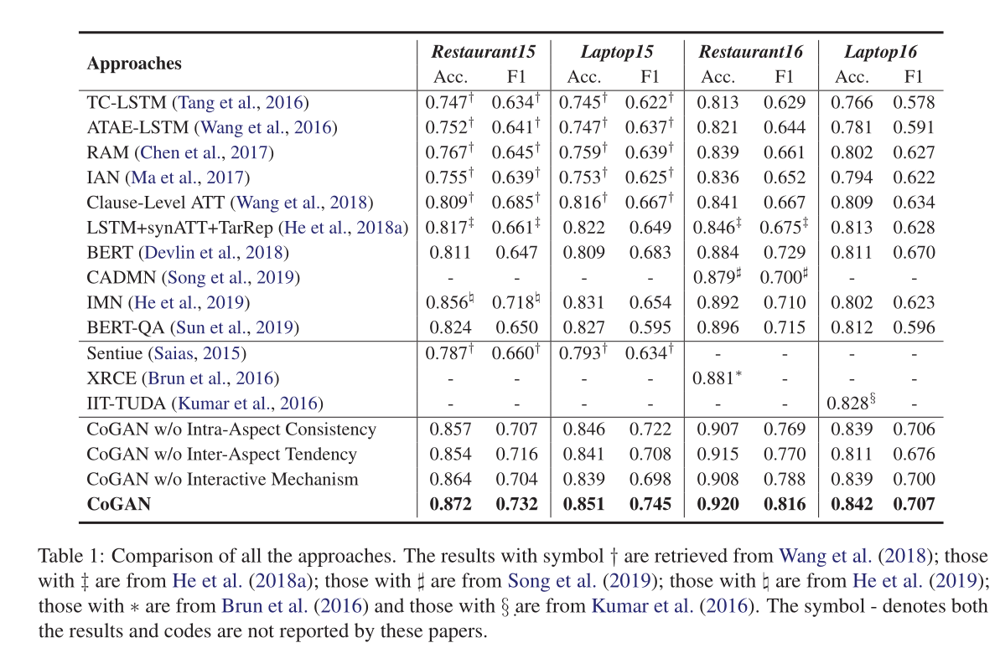 Approaches Restaurant15 Laptop15 Restaurant16 Laptop16
Acc. F1 Acc. F1 Acc. F1 Acc. F1
TC-LSTM (Tang et al., 2016) 0.747† 0.634† 0.745† 0.622† 0.813 0.629 0.766 0.578
ATAE-LSTM (Wang et al., 2016) 0.752† 0.641† 0.747† 0.637† 0.821 0.644 0.781 0.591
RAM (Chen et al., 2017) 0.767† 0.645† 0.759† 0.639† 0.839 0.661 0.802 0.627
IAN (Ma et al., 2017) 0.755† 0.639† 0.753† 0.625† 0.836 0.652 0.794 0.622
Clause-Level ATT (Wang et al., 2018) 0.809† 0.685† 0.816† 0.667† 0.841 0.667 0.809 0.634
LSTM+synATT+TarRep (He et al., 2018a) 0.817‡ 0.661‡ 0.822 0.649 0.846‡ 0.675‡ 0.813 0.628
BERT (Devlin et al., 2018) 0.811 0.647 0.809 0.683 0.884 0.729 0.811 0.670
CADMN (Song et al., 2019) - - - - 0.879♯ 0.700♯ - -
IMN (He et al., 2019) 0.856♮ 0.718♮ 0.831 0.654 0.892 0.710 0.802 0.623
BERT-QA (Sun et al., 2019) 0.824 0.650 0.827 0.595 0.896 0.715 0.812 0.596
Sentiue (Saias, 2015) 0.787† 0.660† 0.793† 0.634† - - - -
XRCE (Brun et al., 2016) - - - - 0.881* - - -
IIT-TUDA (Kumar et al., 2016) - - - - - - 0.828§ -
CoGAN w/o Intra-Aspect Consistency 0.857 0.707 0.846 0.722 0.907 0.769 0.839 0.706
CoGAN w/o Inter-Aspect Tendency 0.854 0.716 0.841 0.708 0.915 0.770 0.811 0.676
CoGAN w/o Interactive Mechanism 0.864 0.704 0.839 0.698 0.908 0.788 0.839 0.700
CoGAN 0.872 0.732 0.851 0.745 0.920 0.816 0.842 0.707
Table 1: Comparison of all the approaches. The results with symbol † are retrieved from Wang et al. (2018); those
with ‡ are from He et al. (2018a); those with ♯ are from Song et al. (2019); those with ♮ are from He et al. (2019);
those with ∗ are from Brun et al. (2016) and those with § are from Kumar et al. (2016). The symbol - denotes both
the results and codes are not reported by these papers.